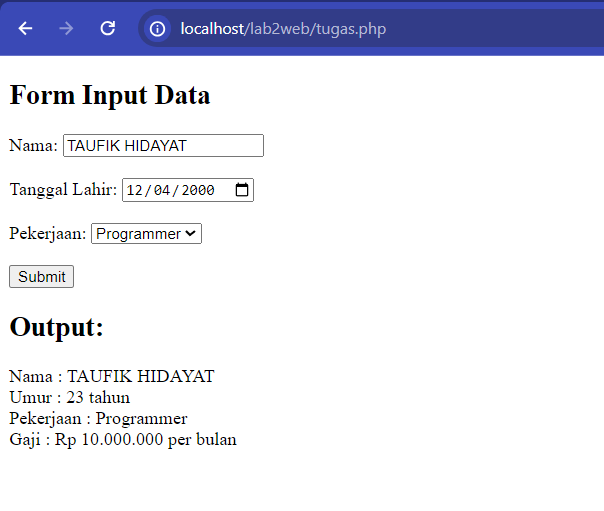 localhost/lab2web/tugas.php
Form Input Data
Nama: TAUFIK HIDAYAT
Tanggal Lahir: 12/04/2000
Pekerjaan: Programmer
Submit
Output:
Nama : TAUFIK HIDAYAT
Umur : 23 tahun
Pekerjaan : Programmer
Gaji : Rp 10.000.000 per bulan